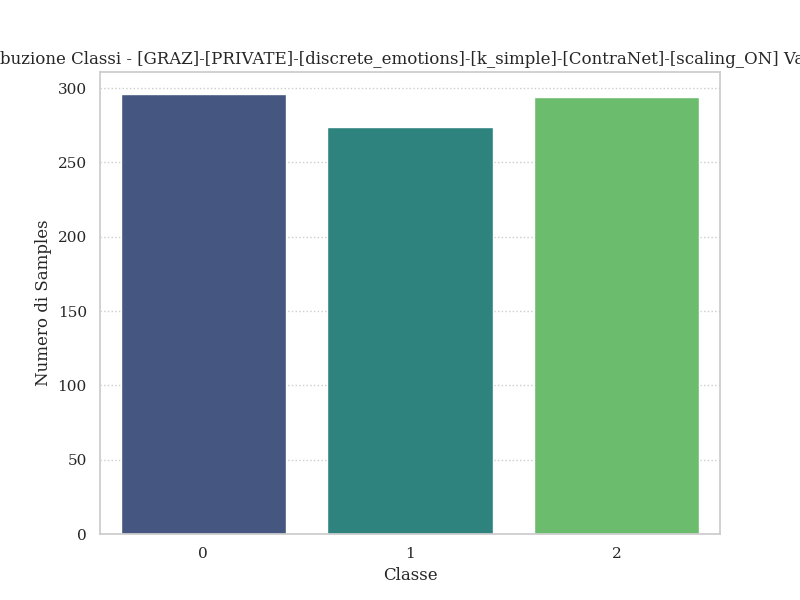 buzione Classi - [GRAZ]-[PRIVATE]-[discrete_emotions]-[k_simple]-[ContraNet]-[scaling_ON] Va
300
250
200
150
100
50
0
Numero di Samples
0 1 2
Classe